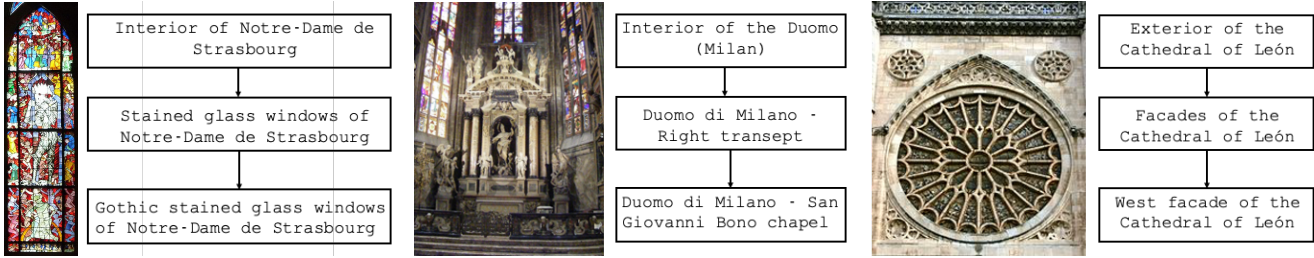 Interior of Notre-Dame de
Strasbourg
Stained glass windows of
Notre-Dame de Strasbourg
Gothic stained glass windows
of Notre-Dame de Strasbourg
Interior of the Duomo
(Milan)
Duomo di Milano -
Right transept
Duomo di Milano - San
Giovanni Bono chapel
Exterior of the
Cathedral of León
Facades of the
Cathedral of León
West facade of the
Cathedral of León